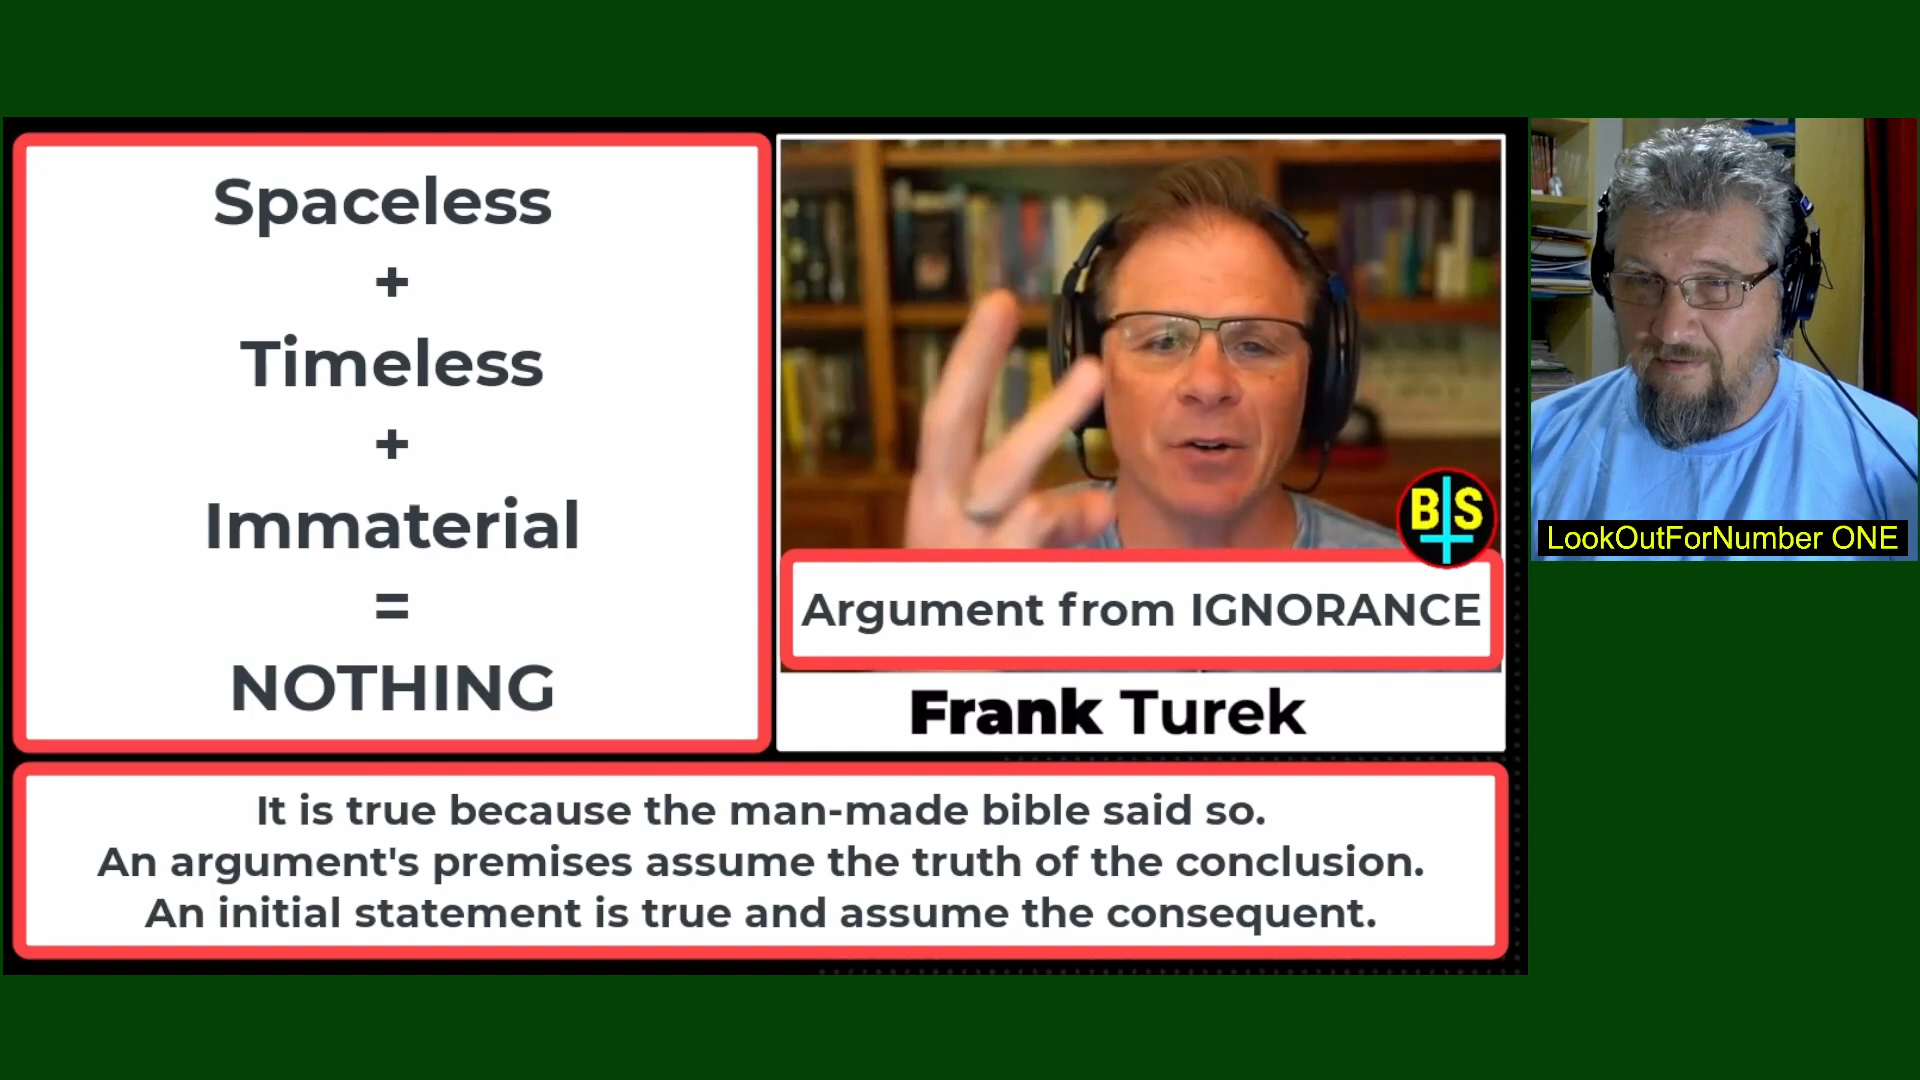 Spaceless
+
Timeless
+
Immaterial
=
NOTHING
BS
Argument from IGNORANCE
Frank Turek
LookOutForNumber ONE
It is true because the man-made bible said so.
An argument's premises assume the truth of the conclusion.
An initial statement is true and assume the consequent.